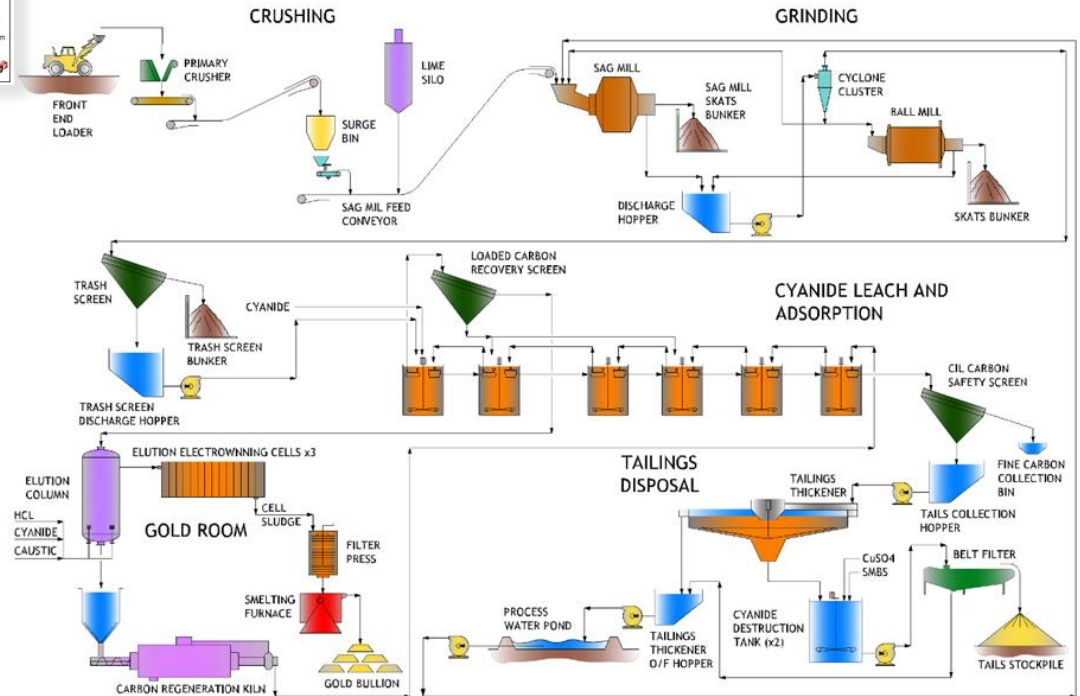 CRUSHING
GRINDING
FRONT
END
LOADER
PRIMARY
CRUSHER
LIME
SILO
SURGE
BIN
SAG MIL FEED
CONVEYOR
SAG MILL
SAG MILL
SKATS
BUNKER
CYCLONE
CLUSTER
BALL MILL
DISCHARGE
HOPPER
SKATS BUNKER
TRASH
SCREEN
TRASH SCREEN
BUNKER
TRASH SCREEN
DISCHARGE HOPPER
CYANIDE
LOADED CARBON
RECOVERY SCREEN
CYANIDE LEACH AND
ADSORPTION
CIL CARBON
SAFETY SCREEN
FINE CARBON
COLLECTION
BIN
TAILS COLLECTION
HOPPER
ELUTION ELECTROWNNING CELLS x3
ELUTION
COLUMN
HCL
CYANIDE
CAUSTIC
GOLD ROOM
CELL
SLUDGE
FILTER
PRESS
SMELTING
FURNACE
GOLD BULLION
CARBON REGENERATION KILN
TAILINGS
DISPOSAL
TAILINGS
THICKENER
PROCESS
WATER POND
TAILINGS
THICKENER
O/F HOPPER
CuSO4
SMBS
CYANIDE
DESTRUCTION
TANK (x2)
BELT FILTER
TAILS STOCKPILE